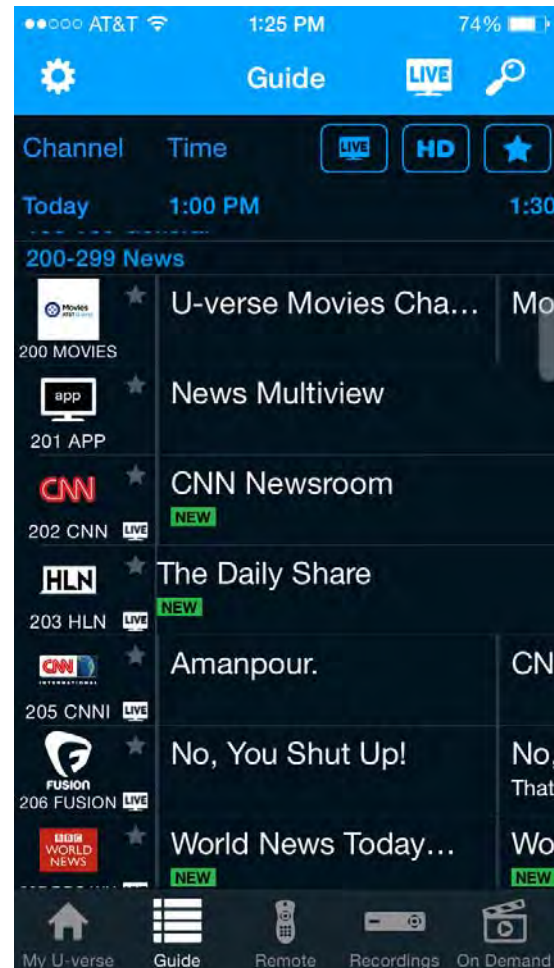 AT&T 1:25 PM 74%
Guide LIVE
Channel Time LIVE HD
Today 1:00 PM 1:30
200-299 News
Movies
U-verse Movies Cha... Mo
200 MOVIES
app
News Multiview
201 APP
CNN
CNN Newsroom
NEW
202 CNN LIVE
HLN
The Daily Share
NEW
203 HLN LIVE
CNN
INTERNATIONAL
Amanpour. CN
205 CNNI LIVE
FUSION
No, You Shut Up! No,
That
206 FUSION LIVE
BBC
WORLD
NEWS
World News Today... Wo
NEW NEW
My U-verse Guide Remote Recordings On Demand